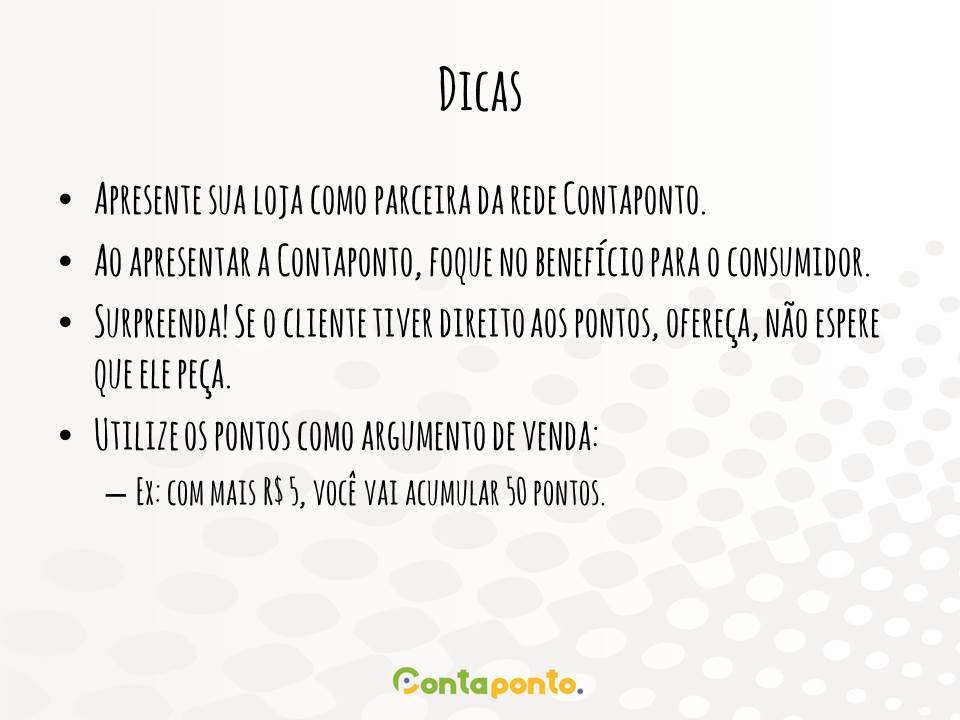 Dicas
• Apresente sua loja como parceira da rede Contaponto.
• Ao apresentar a Contaponto, foque no benefício para o consumidor.
• Surpreenda! Se o cliente tiver direito aos pontos, ofereça, não espere
que ele peça.
• Utilize os pontos como argumento de venda:
– Ex: com mais R$ 5, você vai acumular 50 pontos.
Contaponto.